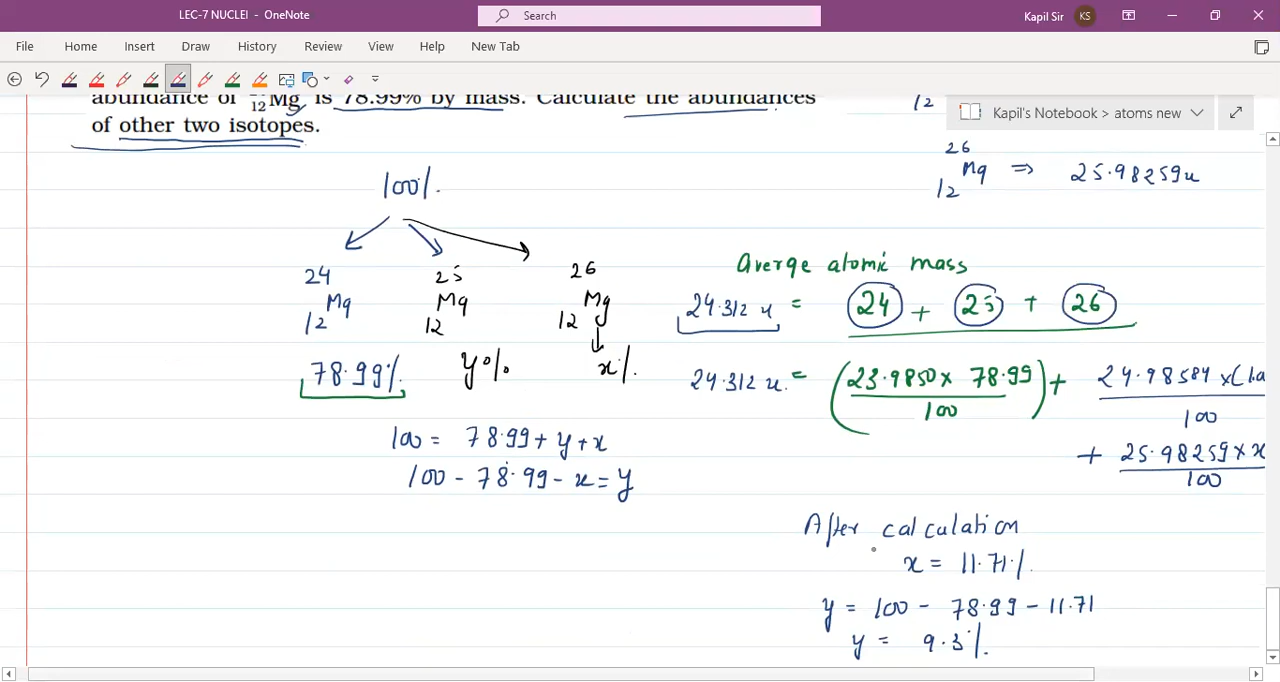 LEC-7 NUCLEI - OneNote
Search
Kapil Sir KS
File Home Insert Draw History Review View Help New Tab
Kapil's Notebook > atoms new
abundance of 12Mg is 78.99% by mass. Calculate the abundances
of other two isotopes.
12
26
12 Mg ⇒ 25.98259u
100%.
24
12 Mg
25
12 Mg
26
12 Mg
78.99%.
y%
x%.
100 = 78.99 + y + x
100 - 78.99 - x = y
Averge atomic mass
24.312 u = 24 + 25 + 26
24.312 u. = (23.9850 × 78.99 / 100) + 24.98584 × ( / 100
+ 25.98259 × x / 100
After calculation
x = 11.71%.
y = 100 - 78.99 - 11.71
y = 9.3%.